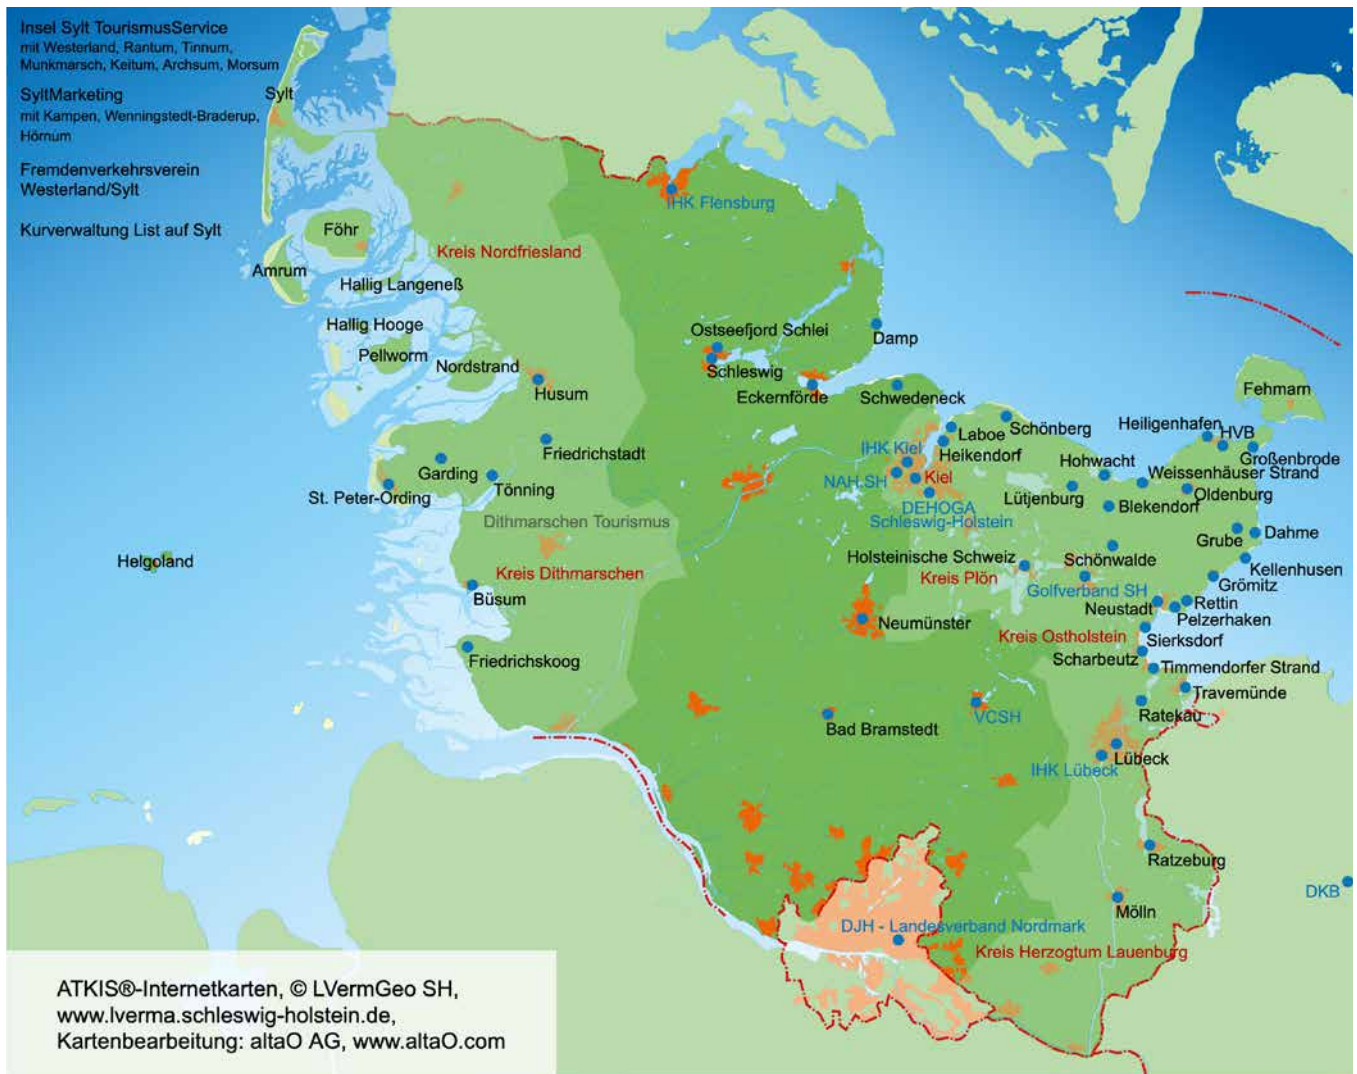 Insel Sylt TourismusService
mit Westerland, Rantum, Tinnum,
Munkmarsch, Keitum, Archsum, Morsum
SyltMarketing
mit Kampen, Wenningstedt-Braderup,
Hörnum
Fremdenverkehrsverein
Westerland/Sylt
Kurverwaltung List auf Sylt
Sylt
Föhr
Amrum
Hallig Langeneß
Hallig Hooge
Pellworm
Nordstrand
Kreis Nordfriesland
IHK Flensburg
Husum
Friedrichstadt
Garding
Tönning
St. Peter-Ording
Helgoland
Dithmarschen Tourismus
Kreis Dithmarschen
Büsum
Friedrichskoog
Ostseefjord Schlei
Schleswig
Damp
Eckernförde
Schwedeneck
Fehmarn
Schönberg
Laboe
Heikendorf
IHK Kiel
Kiel
NAH.SH
DEHOGA
Schleswig-Holstein
Heiligenhafen
HVB
Großenbrode
Hohwacht
Weissenhäuser Strand
Lütjenburg
Oldenburg
Blekendorf
Grube
Dahme
Holsteinische Schweiz
Schönwalde
Kellenhusen
Kreis Plön
Golfverband SH
Grömitz
Neustadt
Rettin
Pelzerhaken
Neumünster
Kreis Ostholstein
Sierksdorf
Scharbeutz
Timmendorfer Strand
Travemünde
Ratekau
VCSH
Bad Bramstedt
Lübeck
IHK Lübeck
Ratzeburg
DKB
Mölln
DJH - Landesverband Nordmark
Kreis Herzogtum Lauenburg
ATKIS®-Internetkarten, © LVermGeo SH,
www.lverma.schleswig-holstein.de,
Kartenbearbeitung: altaO AG, www.altaO.com